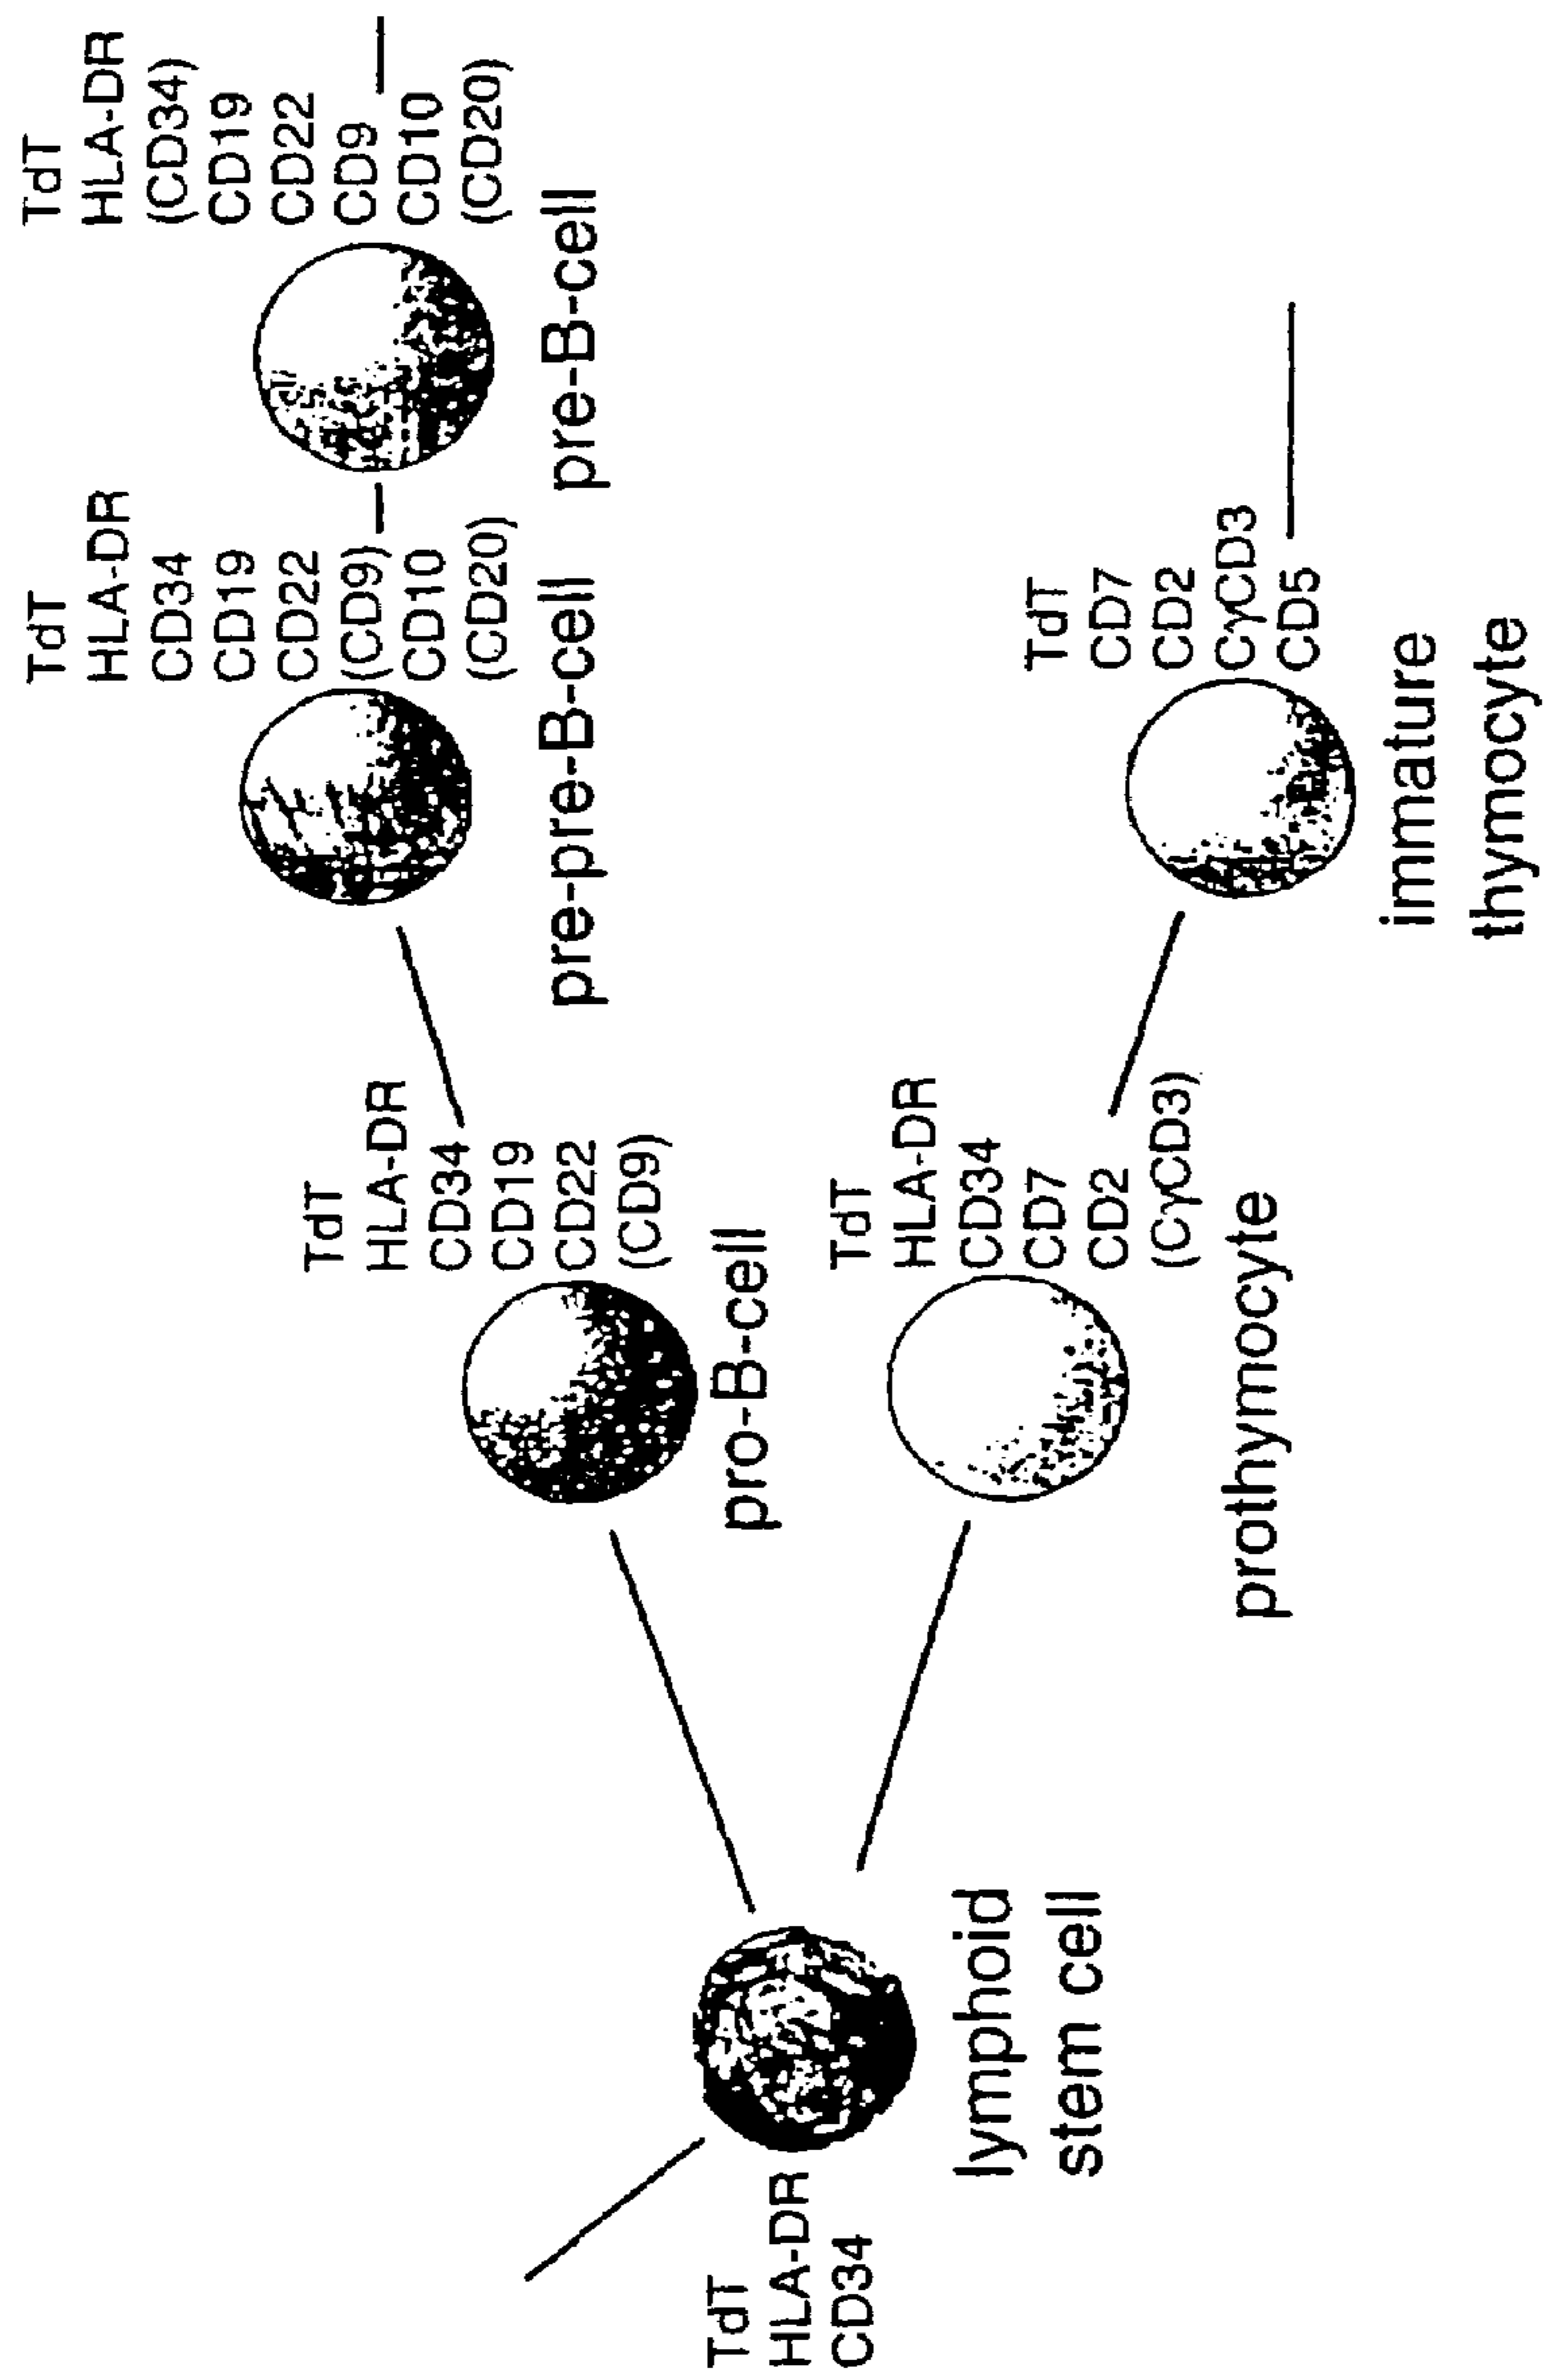 TdT
HLA-DR
CD34
lymphoid
stem cell
TdT
HLA-DR
CD34
CD19
CD22
(CD9)
pro-B-cell
TdT
HLA-DR
CD34
CD19
CD22
(CD9)
CD10
(CD20)
pre-pre-B-cell
TdT
HLA-DR
(CD34)
CD19
CD22
CD9
CD10
(CD20)
pre-B-cell
TdT
HLA-DR
CD34
CD7
CD2
(CyCD3)
prothymocyte
TdT
CD7
CD2
CyCD3
CD5
immature
thymocyte